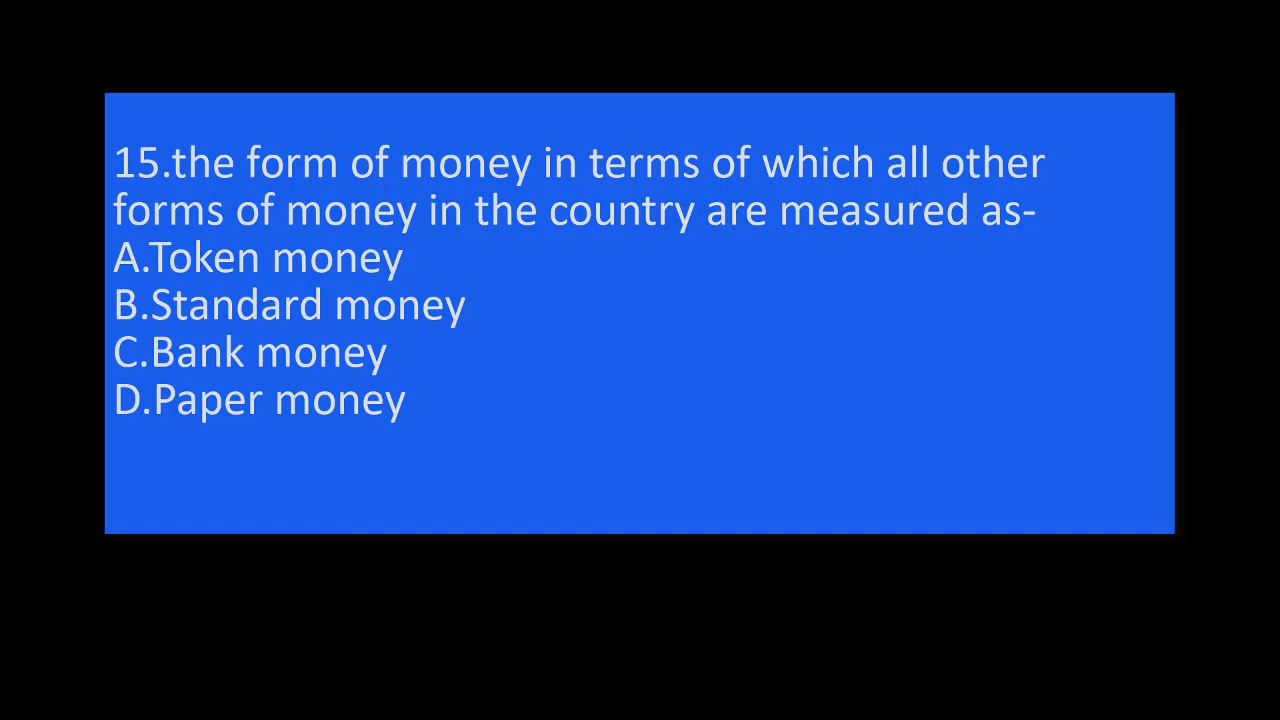 15.the form of money in terms of which all other
forms of money in the country are measured as-
A.Token money
B.Standard money
C.Bank money
D.Paper money